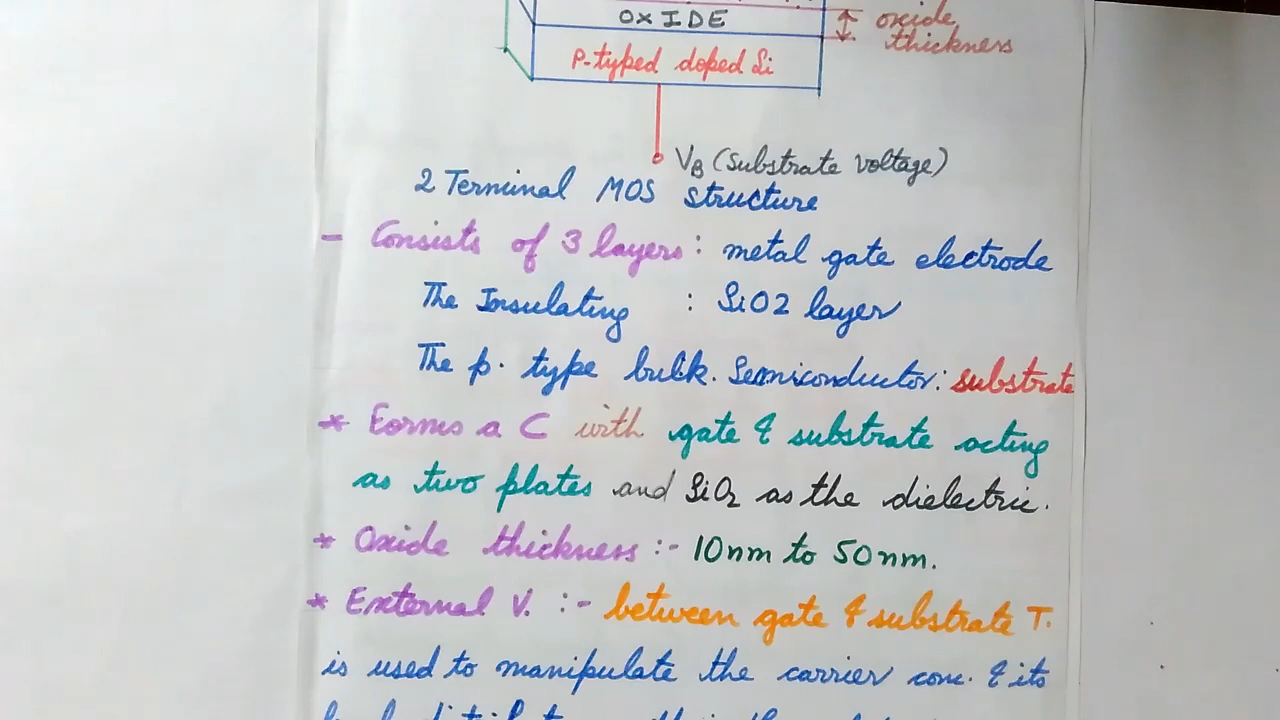 OXIDE
oxide
thickness
P-typed doped Si
VB (Substrate voltage)
2 Terminal MOS structure
- Consists of 3 layers: metal gate electrode
The Insulating : SiO2 layer
The p. type bulk. Semiconductor: substrate
* Forms a C with gate & substrate acting
as two plates and SiO2 as the dielectric.
* Oxide thickness :- 10nm to 50nm.
* External V. :- between gate & substrate T.
is used to manipulate the carrier conc. & its